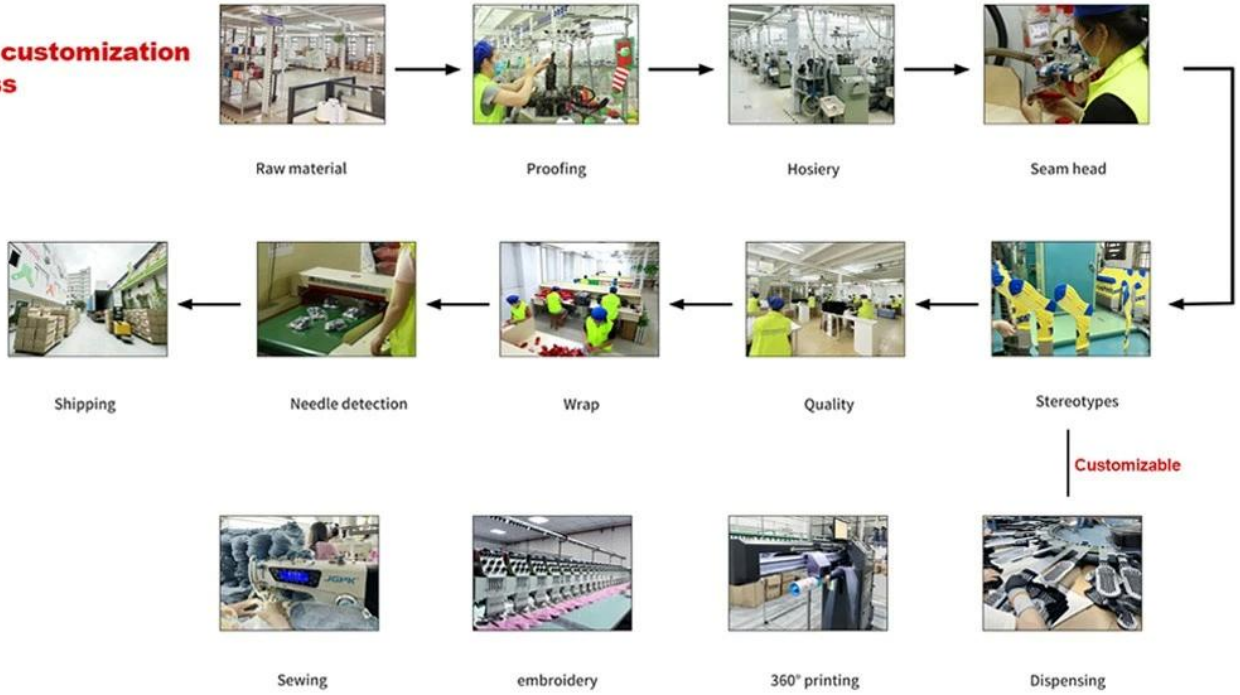 customization
Raw material
Proofing
Hosiery
Seam head
Shipping
Needle detection
Wrap
Quality
Stereotypes
Customizable
JGPK
Sewing
embroidery
360° printing
Dispensing